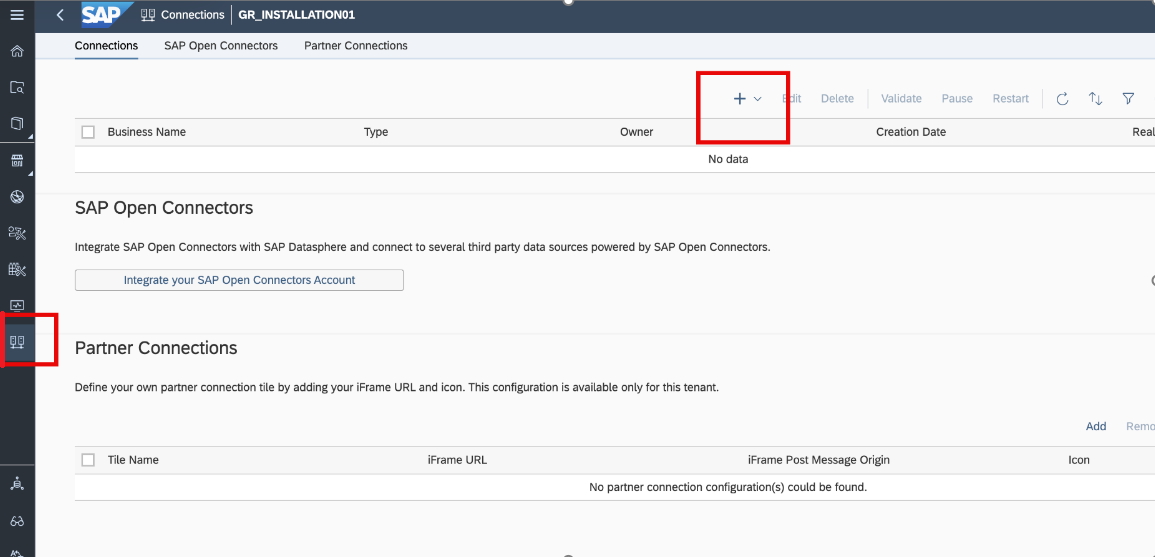 SAP Connections GR_INSTALLATION01
Connections SAP Open Connectors Partner Connections
Edit Delete Validate Pause Restart
Business Name Type Owner Creation Date Real
No data
SAP Open Connectors
Integrate SAP Open Connectors with SAP Datasphere and connect to several third party data sources powered by SAP Open Connectors.
Integrate your SAP Open Connectors Account
Partner Connections
Define your own partner connection tile by adding your iFrame URL and icon. This configuration is available only for this tenant.
Add Remo
Tile Name iFrame URL iFrame Post Message Origin Icon
No partner connection configuration(s) could be found.